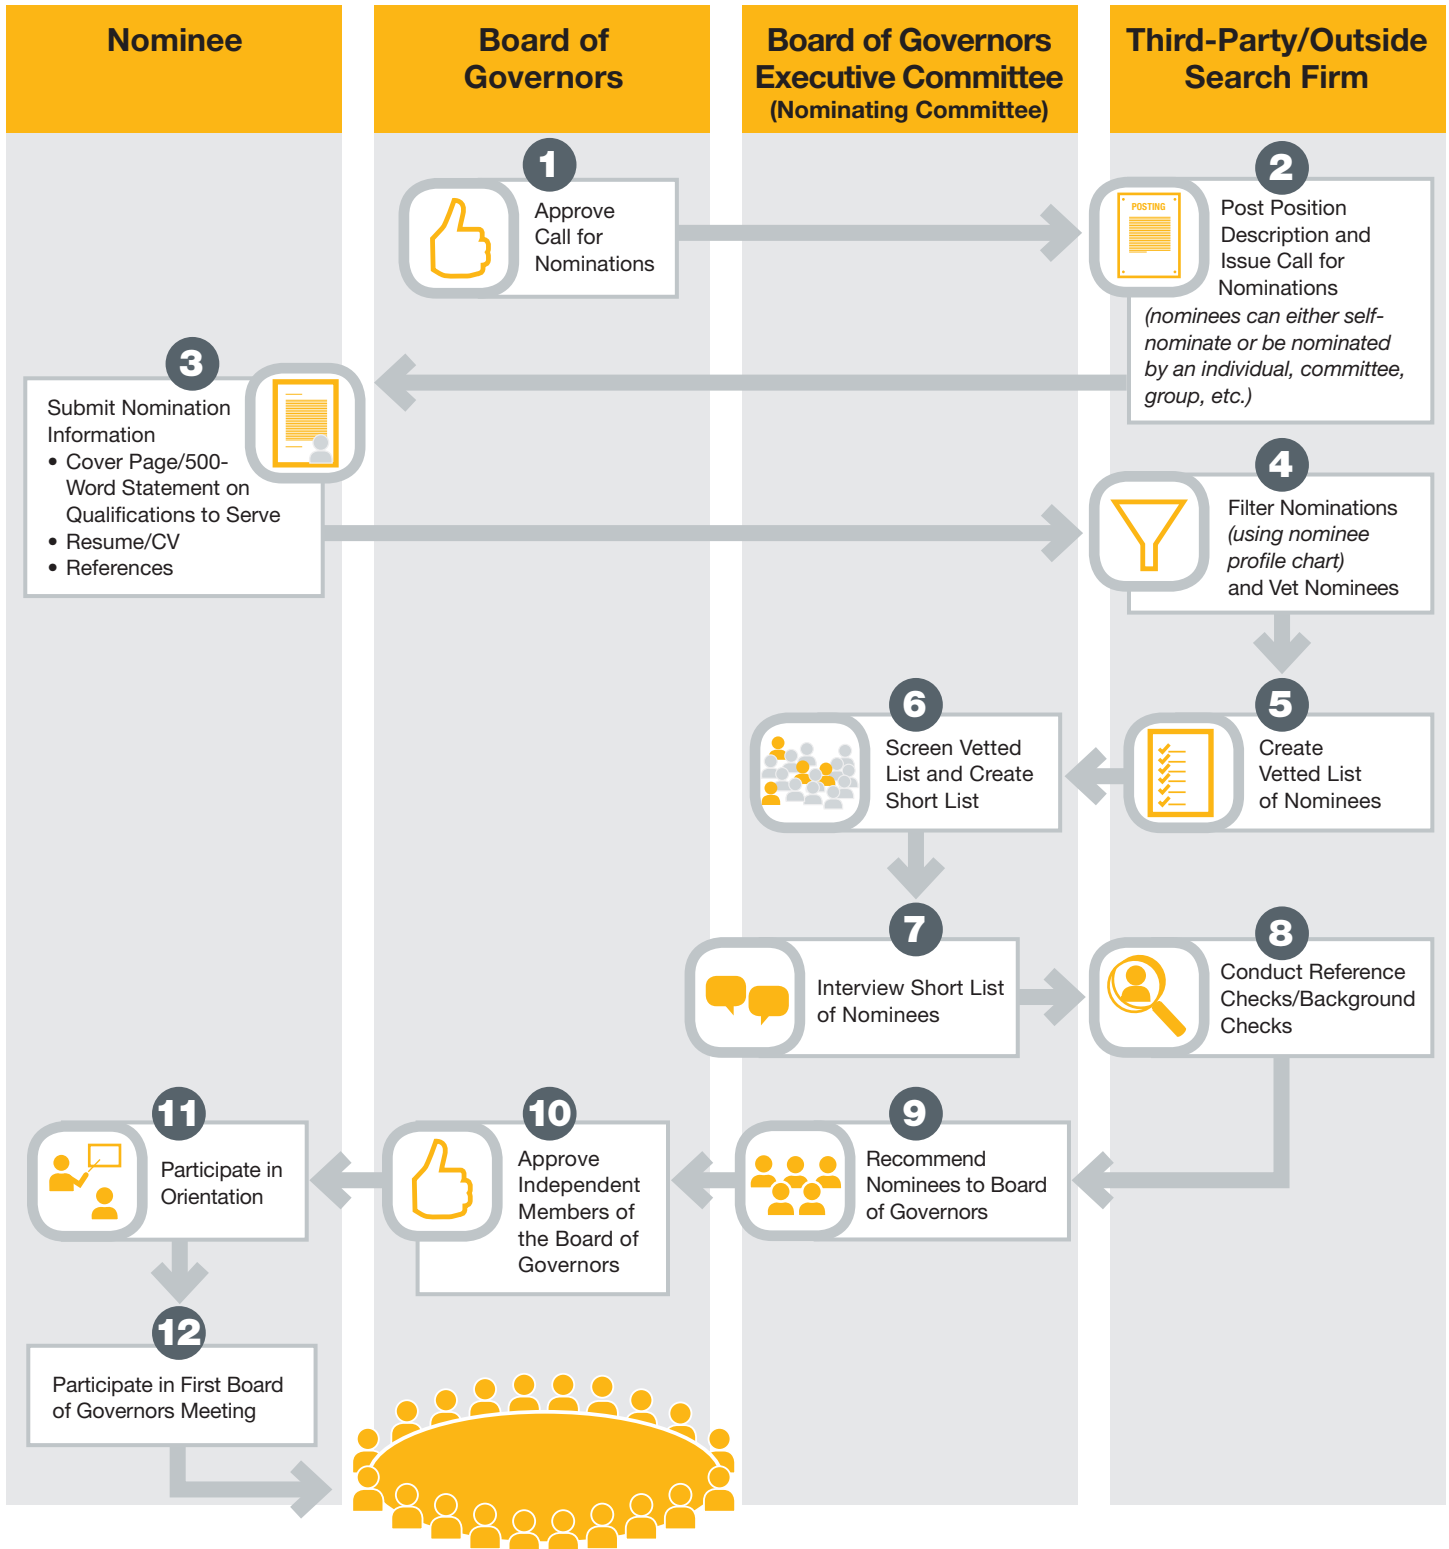 Nominee
Board of
Governors
Board of Governors
Executive Committee
(Nominating Committee)
Third-Party/Outside
Search Firm
1
Approve
Call for
Nominations
2
POSTING
Post Position
Description and
Issue Call for
Nominations
(nominees can either self-
nominate or be nominated
by an individual, committee,
group, etc.)
3
Submit Nomination
Information
• Cover Page/500-
Word Statement on
Qualifications to Serve
• Resume/CV
• References
4
Filter Nominations
(using nominee
profile chart)
and Vet Nominees
5
Create
Vetted List
of Nominees
6
Screen Vetted
List and Create
Short List
7
Interview Short List
of Nominees
8
Conduct Reference
Checks/Background
Checks
9
Recommend
Nominees to Board
of Governors
10
Approve
Independent
Members of
the Board of
Governors
11
Participate in
Orientation
12
Participate in First Board
of Governors Meeting